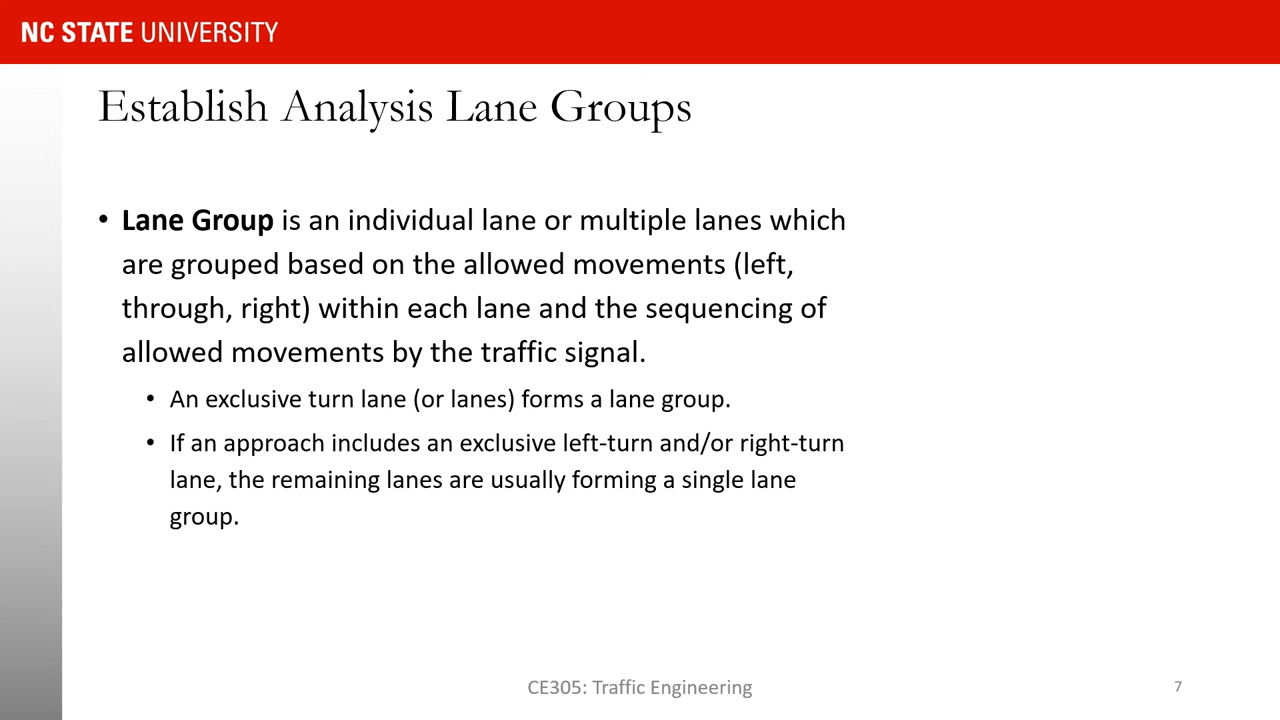 NC STATE UNIVERSITY
Establish Analysis Lane Groups
• Lane Group is an individual lane or multiple lanes which
are grouped based on the allowed movements (left,
through, right) within each lane and the sequencing of
allowed movements by the traffic signal.
• An exclusive turn lane (or lanes) forms a lane group.
• If an approach includes an exclusive left-turn and/or right-turn
lane, the remaining lanes are usually forming a single lane
group.
CE305: Traffic Engineering
7